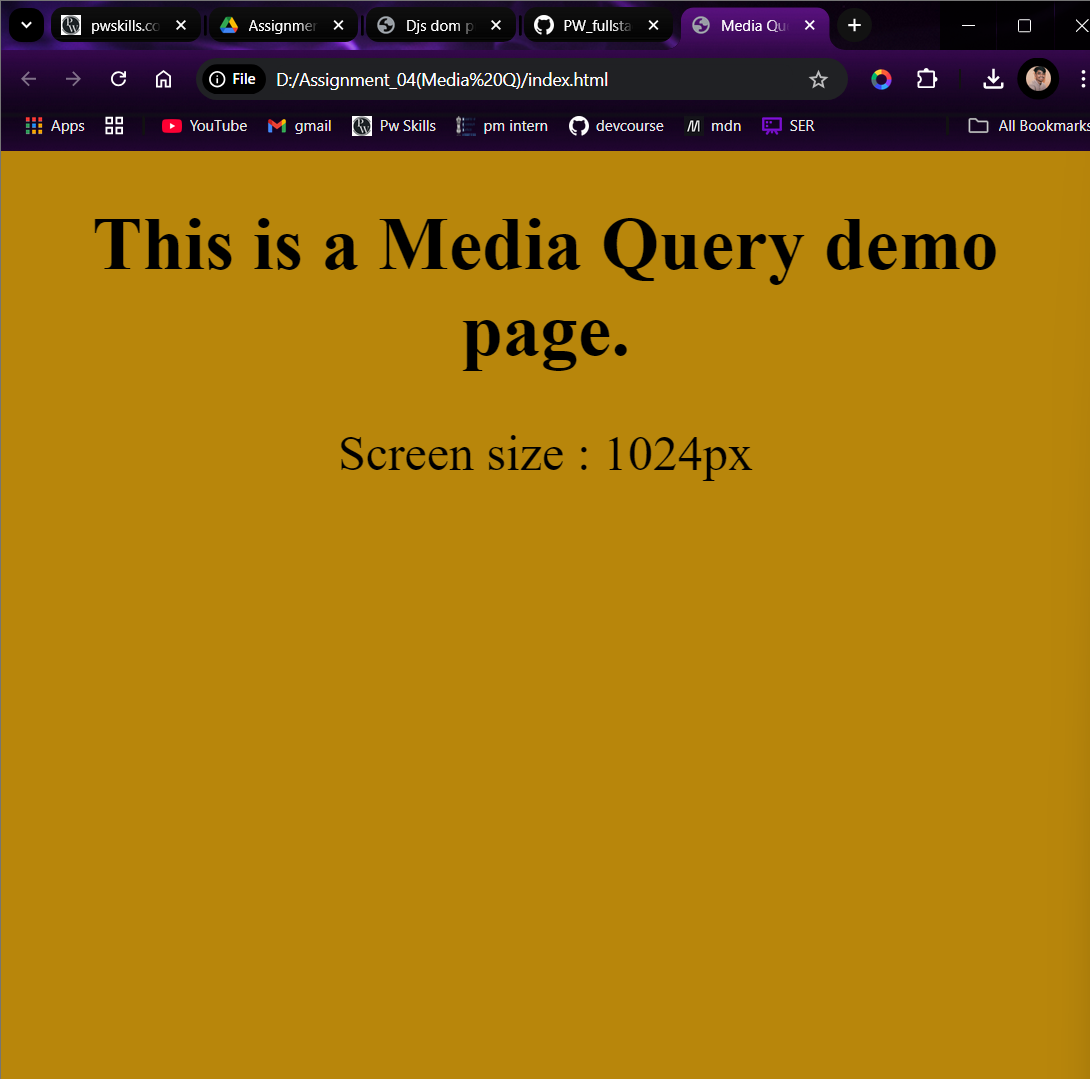 pwskills.co Assignmer Djs dom p PW_fullsta Media Qu
File D:/Assignment_04(Media%20Q)/index.html
Apps YouTube gmail Pw Skills pm intern devcourse mdn SER All Bookmarks
This is a Media Query demo
page.
Screen size : 1024px